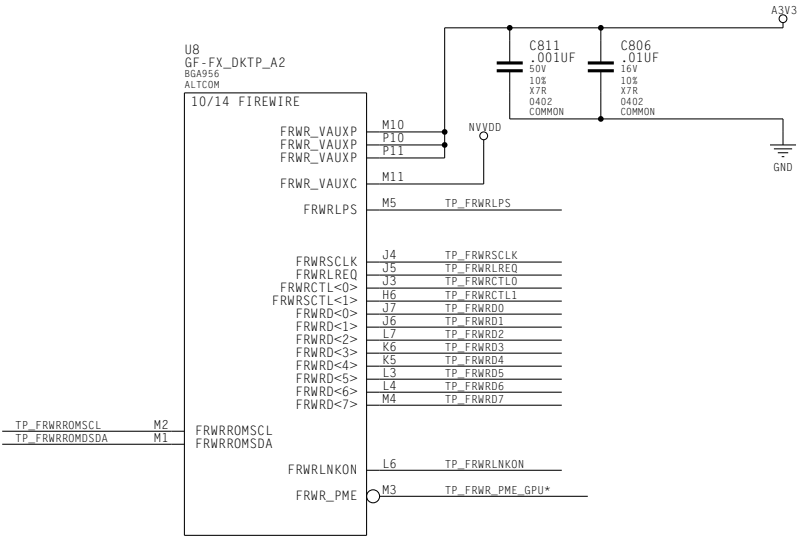 A3V3
U8
GF-FX_DKTP_A2
BGA956
ALTCOM
10/14 FIREWIRE
C811
.001UF
50V
10%
X7R
0402
COMMON
C806
.01UF
16V
10%
X7R
0402
COMMON
GND
NVVDD
FRWR_VAUXP M10
FRWR_VAUXP P10
FRWR_VAUXP P11
FRWR_VAUXC M11
FRWRLPS M5 TP_FRWRLPS
FRWRSCLK J4 TP_FRWRSCLK
FRWRLREQ J5 TP_FRWRLREQ
FRWRCTL<0> J3 TP_FRWRCTL0
FRWRSCTL<1> H6 TP_FRWRCTL1
FRWRD<0> J7 TP_FRWRD0
FRWRD<1> J6 TP_FRWRD1
FRWRD<2> L7 TP_FRWRD2
FRWRD<3> K6 TP_FRWRD3
FRWRD<4> K5 TP_FRWRD4
FRWRD<5> L3 TP_FRWRD5
FRWRD<6> L4 TP_FRWRD6
FRWRD<7> M4 TP_FRWRD7
TP_FRWRROMSCL M2 FRWRROMSCL
TP_FRWRROMDSDA M1 FRWRROMSDA
FRWRLNKON L6 TP_FRWRLNKON
FRWR_PME M3 TP_FRWR_PME_GPU*